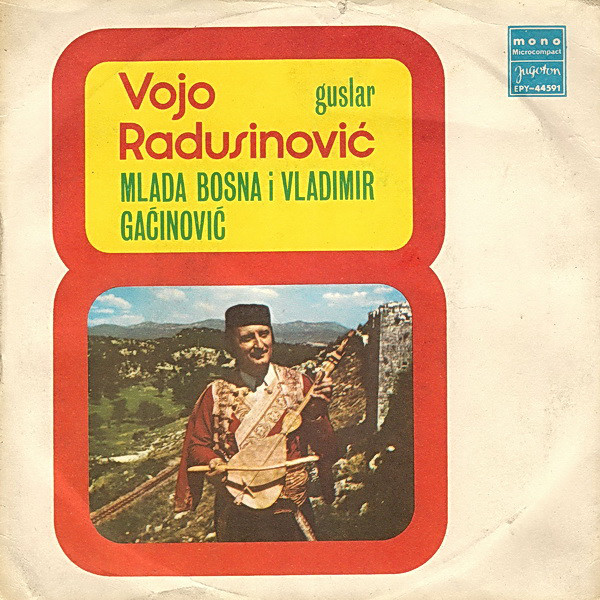 mono
Microcompact
Jugoton
EPY-44591
Vojo guslar
Radusinović
MLADA BOSNA i VLADIMIR
GAĆINOVIĆ